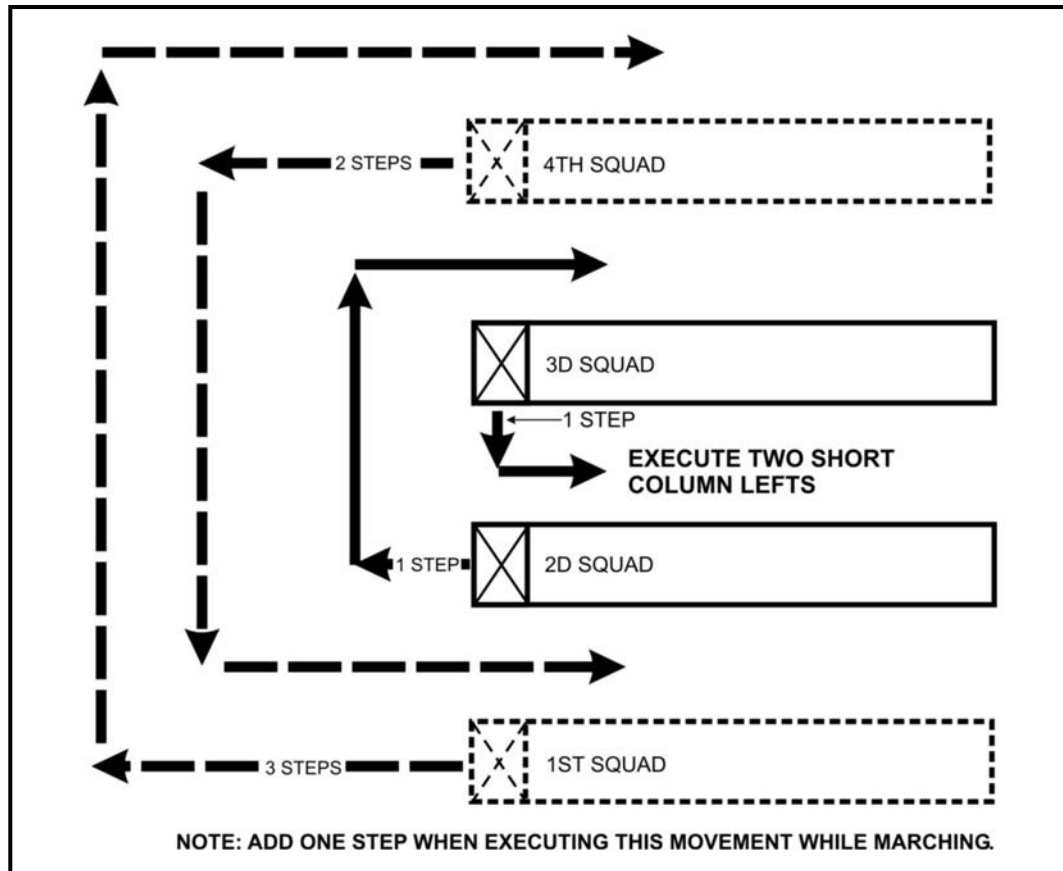 2 STEPS
4TH SQUAD
3D SQUAD
1 STEP
EXECUTE TWO SHORT
COLUMN LEFTS
1 STEP
2D SQUAD
3 STEPS
1ST SQUAD
NOTE: ADD ONE STEP WHEN EXECUTING THIS MOVEMENT WHILE MARCHING.